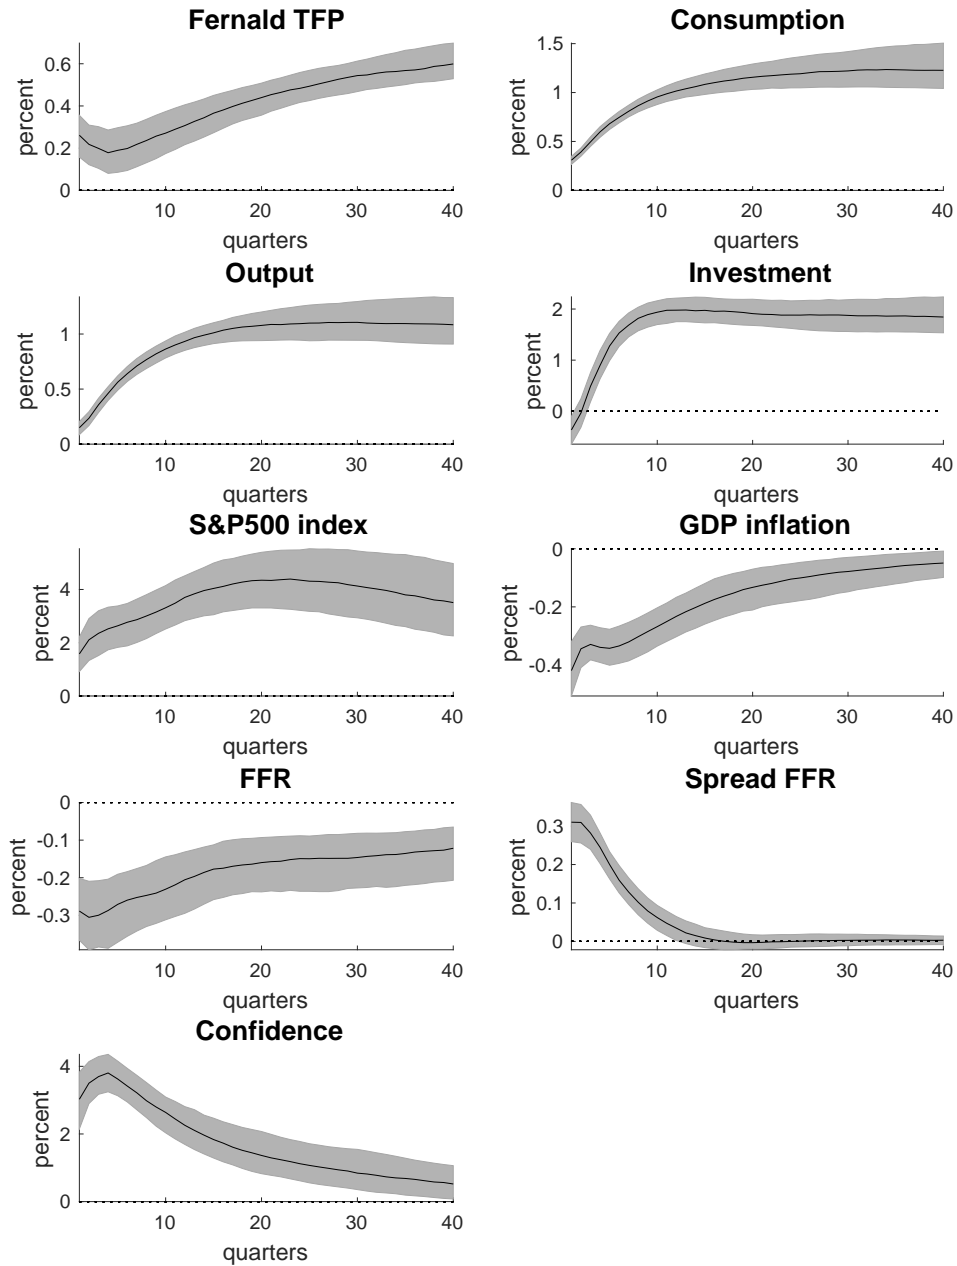 Fernald TFP
percent
0.6
0.4
0.2
0
10 20 30 40
quarters
Consumption
percent
1.5
1
0.5
0
10 20 30 40
quarters
Output
percent
1
0.5
0
10 20 30 40
quarters
Investment
percent
2
1
0
10 20 30 40
quarters
S&P500 index
percent
4
2
0
10 20 30 40
quarters
GDP inflation
percent
0
-0.2
-0.4
10 20 30 40
quarters
FFR
percent
0
-0.1
-0.2
-0.3
10 20 30 40
quarters
Spread FFR
percent
0.3
0.2
0.1
0
10 20 30 40
quarters
Confidence
percent
4
2
0
10 20 30 40
quarters